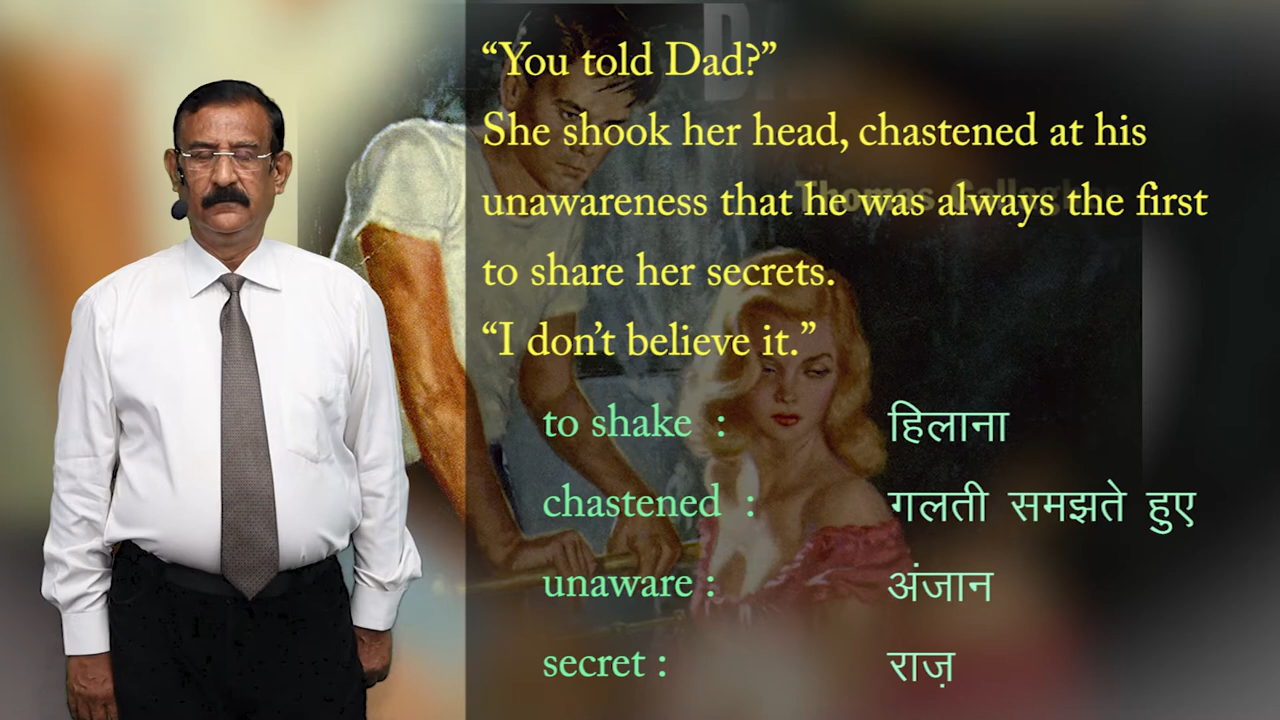 “You told Dad?”
She shook her head, chastened at his
unawareness that he was always the first
to share her secrets.
“I don’t believe it.”
to shake : हिलाना
chastened : गलती समझते हुए
unaware : अंजान
secret : राज़
Thomas